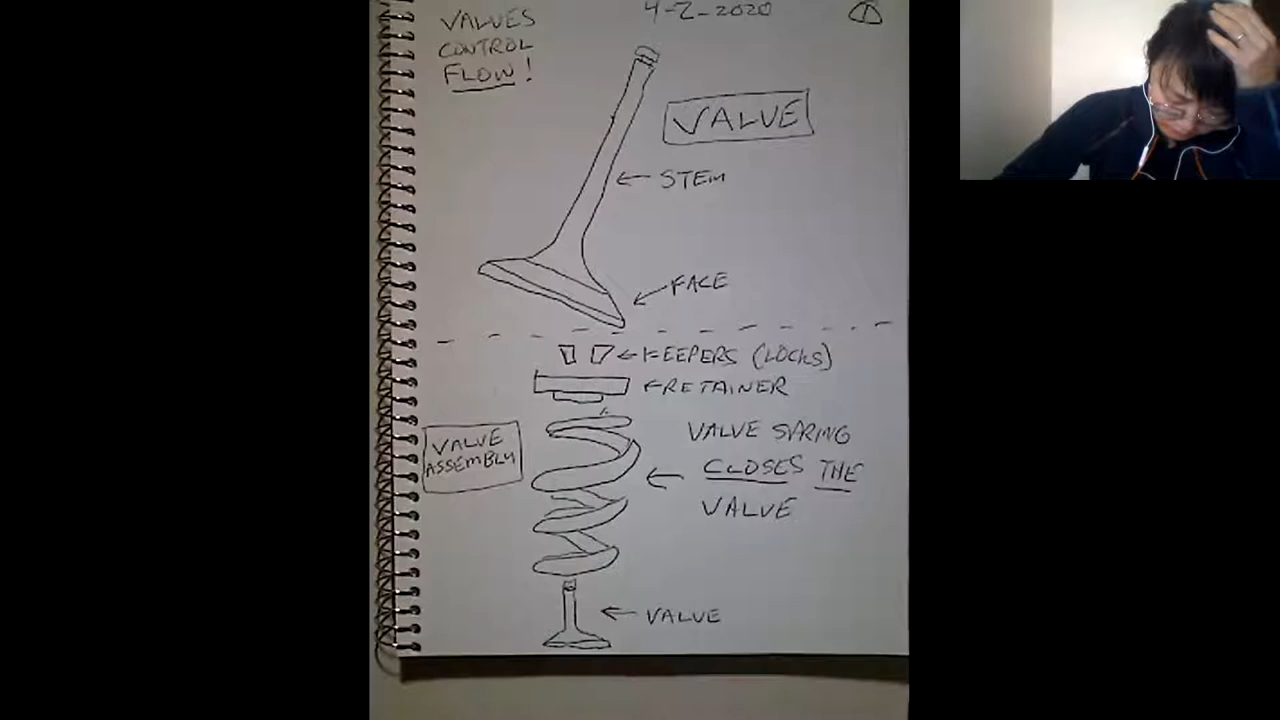 VALVES
CONTROL
FLOW!
4-2-2020
1
VALVE
STEM
FACE
KEEPERS (LOCKS)
RETAINER
VALVE
ASSEMBLY
VALVE SPRING
CLOSES THE
VALVE
VALVE